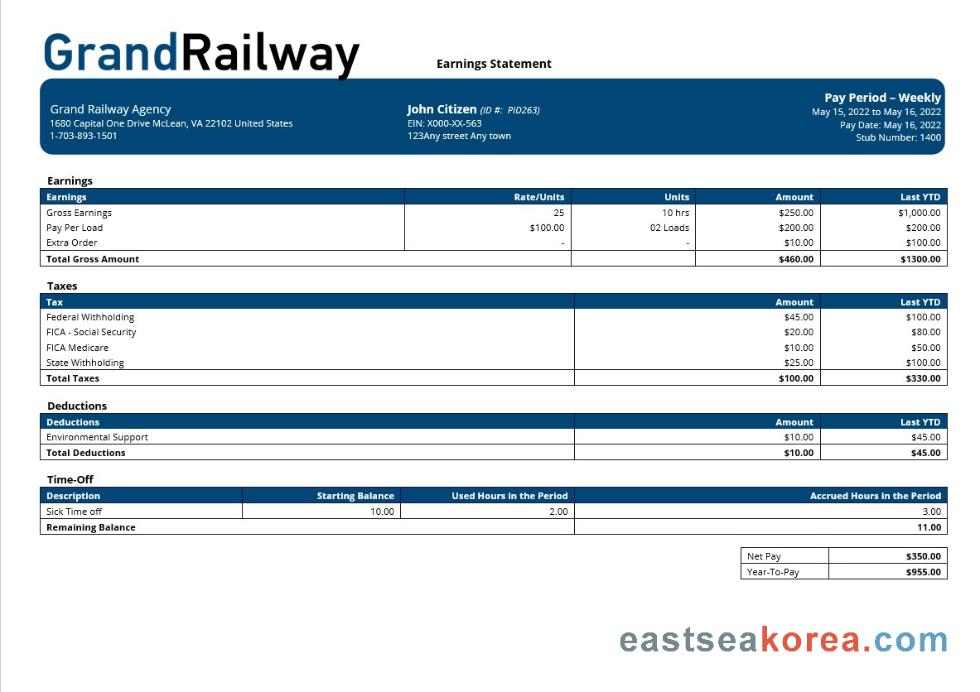 GrandRailway
Earnings Statement
Grand Railway Agency
1680 Capital One Drive McLean, VA 22102 United States
1-703-893-1501
John Citizen (ID #: PID263)
EIN: X000-XX-563
123Any street Any town
Pay Period – Weekly
May 15, 2022 to May 16, 2022
Pay Date: May 16, 2022
Stub Number: 1400
Earnings
Earnings Rate/Units Units Amount Last YTD
Gross Earnings 25 10 hrs $250.00 $1,000.00
Pay Per Load $100.00 02 Loads $200.00 $200.00
Extra Order - - $10.00 $100.00
Total Gross Amount $460.00 $1300.00
Taxes
Tax Amount Last YTD
Federal Withholding $45.00 $100.00
FICA - Social Security $20.00 $80.00
FICA Medicare $10.00 $50.00
State Withholding $25.00 $100.00
Total Taxes $100.00 $330.00
Deductions
Deductions Amount Last YTD
Environmental Support $10.00 $45.00
Total Deductions $10.00 $45.00
Time-Off
Description Starting Balance Used Hours in the Period Accrued Hours in the Period
Sick Time off 10.00 2.00 3.00
Remaining Balance 11.00
Net Pay $350.00
Year-To-Pay $955.00
eastseakorea.com